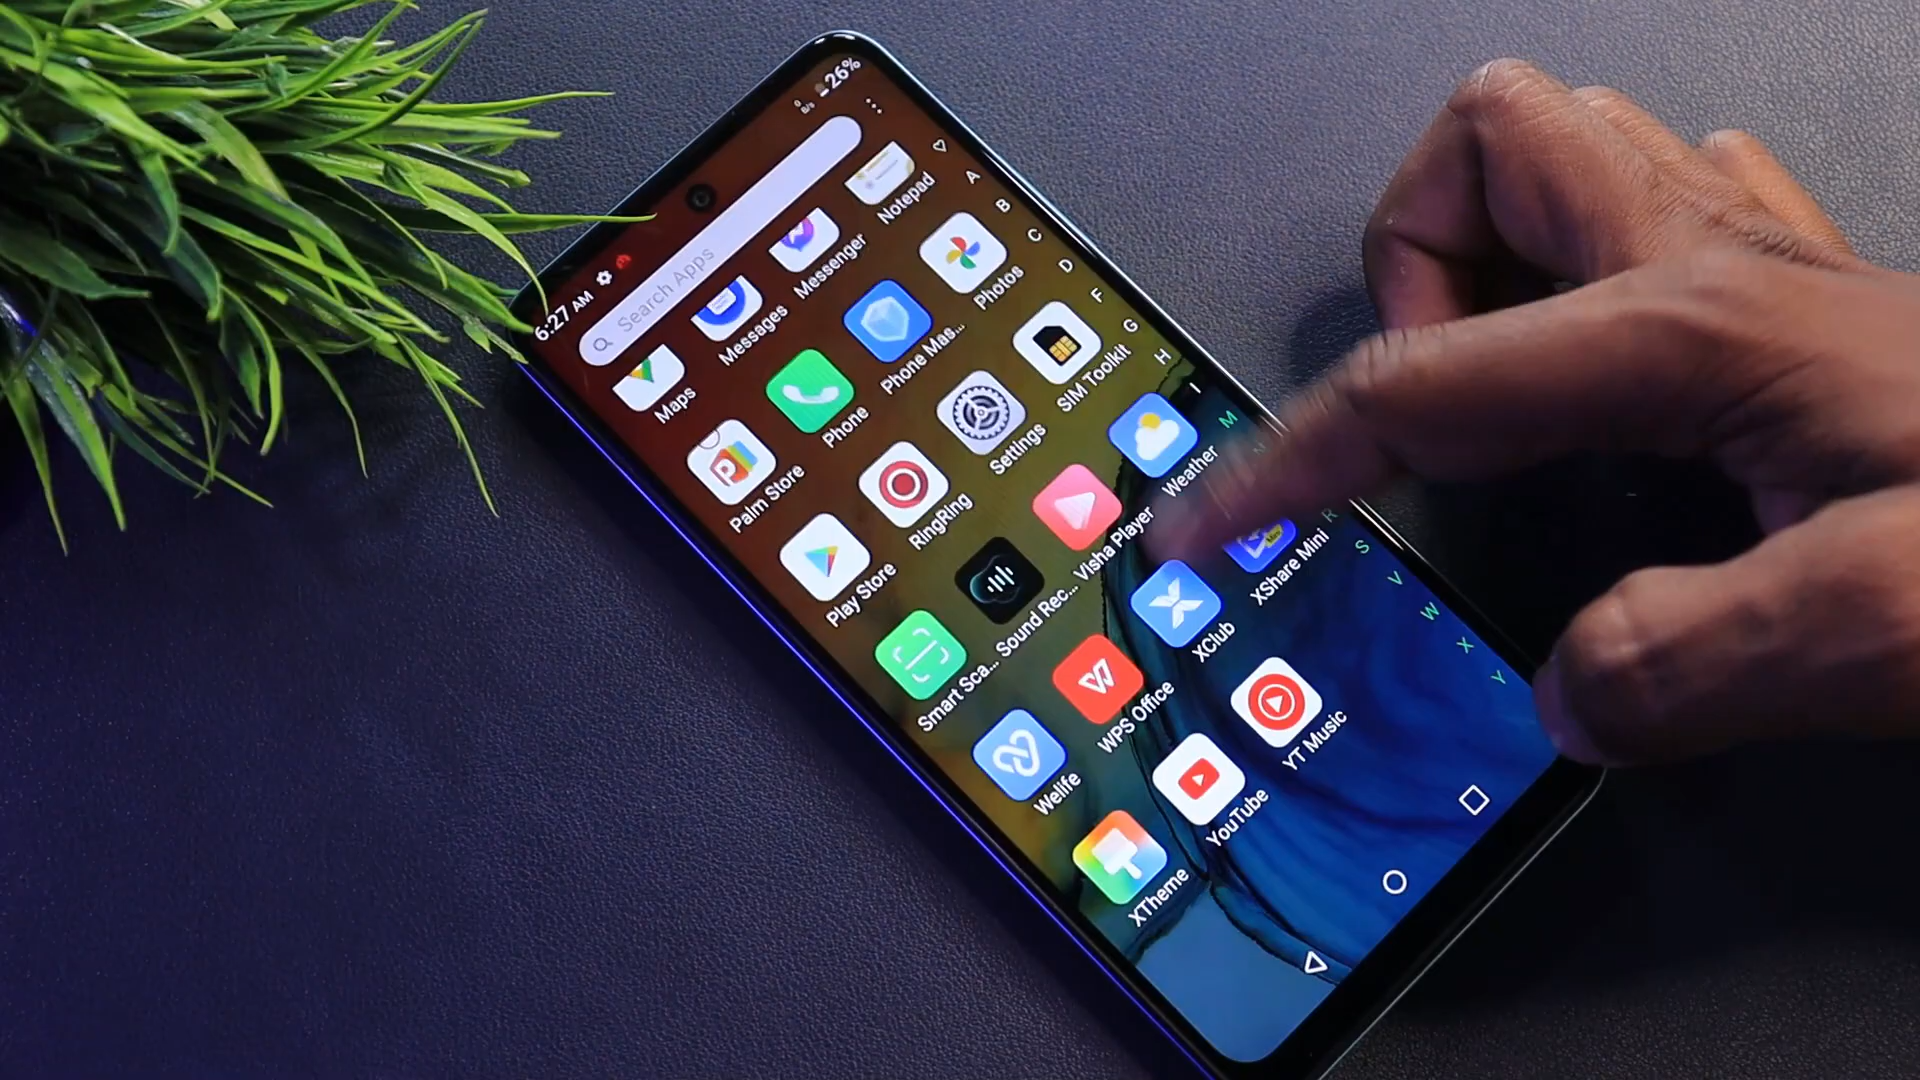 6:27 AM
0
B/s
26%
Search Apps
Maps
Messages
Messenger
Notepad
Palm Store
Phone
Phone Mas...
Photos
Play Store
RingRing
Settings
SIM Toolkit
Smart Sca...
Sound Rec...
Visha Player
Weather
Welife
WPS Office
XClub
XShare Mini
XTheme
YouTube
YT Music
A
B
C
D
F
G
H
I
M
R
S
V
W
X
Y